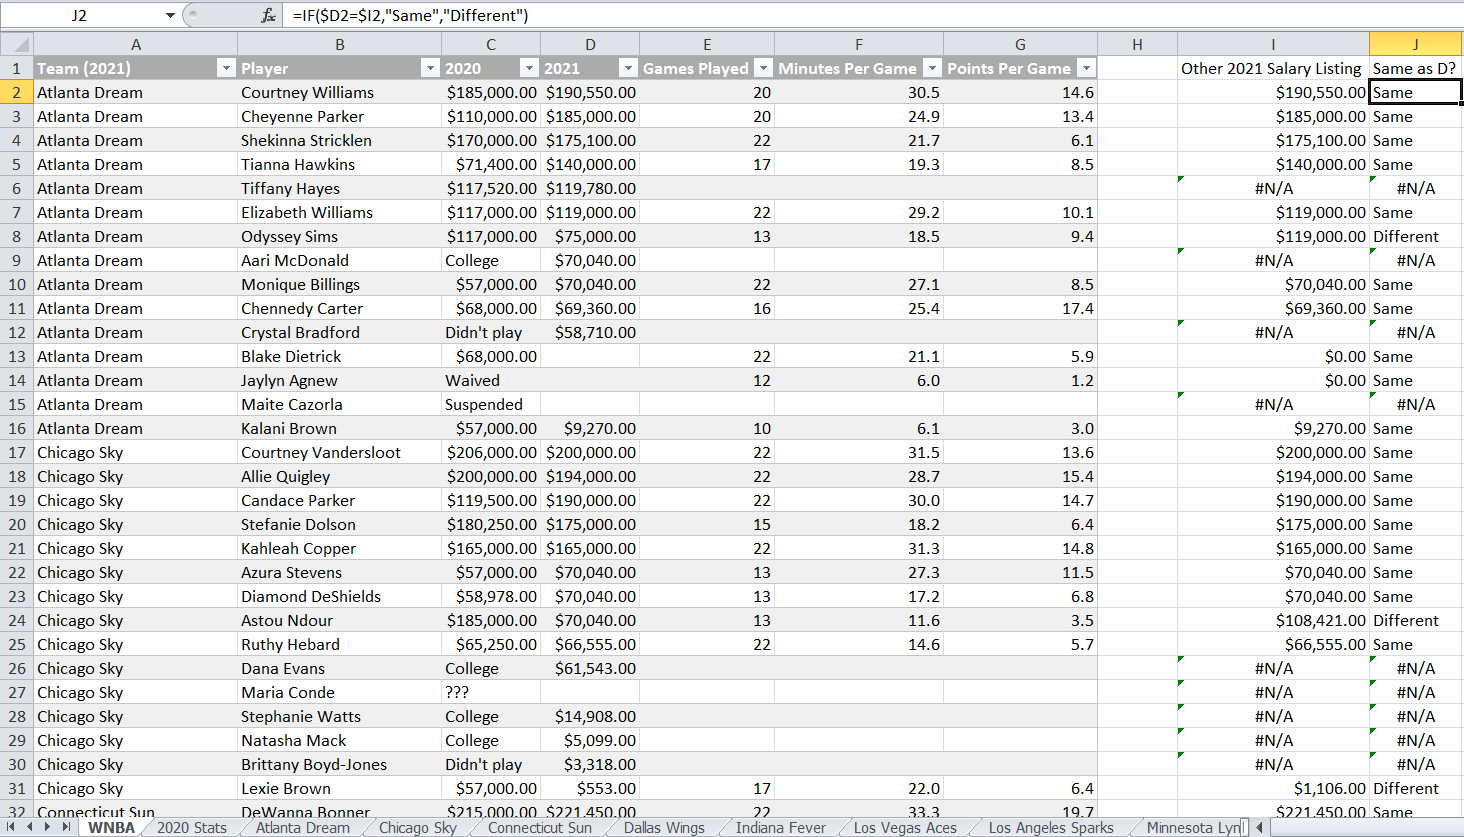 J2 fx =IF($D2=$I2,"Same","Different")
A B C D E F G H I J
1 Team (2021) Player 2020 2021 Games Played Minutes Per Game Points Per Game Other 2021 Salary Listing Same as D?
2 Atlanta Dream Courtney Williams $185,000.00 $190,550.00 20 30.5 14.6 $190,550.00 Same
3 Atlanta Dream Cheyenne Parker $110,000.00 $185,000.00 20 24.9 13.4 $185,000.00 Same
4 Atlanta Dream Shekinna Stricklen $170,000.00 $175,100.00 22 21.7 6.1 $175,100.00 Same
5 Atlanta Dream Tianna Hawkins $71,400.00 $140,000.00 17 19.3 8.5 $140,000.00 Same
6 Atlanta Dream Tiffany Hayes $117,520.00 $119,780.00 #N/A #N/A
7 Atlanta Dream Elizabeth Williams $117,000.00 $119,000.00 22 29.2 10.1 $119,000.00 Same
8 Atlanta Dream Odyssey Sims $117,000.00 $75,000.00 13 18.5 9.4 $119,000.00 Different
9 Atlanta Dream Aari McDonald College $70,040.00 #N/A #N/A
10 Atlanta Dream Monique Billings $57,000.00 $70,040.00 22 27.1 8.5 $70,040.00 Same
11 Atlanta Dream Chennedy Carter $68,000.00 $69,360.00 16 25.4 17.4 $69,360.00 Same
12 Atlanta Dream Crystal Bradford Didn't play $58,710.00 #N/A #N/A
13 Atlanta Dream Blake Dietrick $68,000.00 22 21.1 5.9 $0.00 Same
14 Atlanta Dream Jaylyn Agnew Waived 12 6.0 1.2 $0.00 Same
15 Atlanta Dream Maite Cazorla Suspended #N/A #N/A
16 Atlanta Dream Kalani Brown $57,000.00 $9,270.00 10 6.1 3.0 $9,270.00 Same
17 Chicago Sky Courtney Vandersloot $206,000.00 $200,000.00 22 31.5 13.6 $200,000.00 Same
18 Chicago Sky Allie Quigley $200,000.00 $194,000.00 22 28.7 15.4 $194,000.00 Same
19 Chicago Sky Candace Parker $119,500.00 $190,000.00 22 30.0 14.7 $190,000.00 Same
20 Chicago Sky Stefanie Dolson $180,250.00 $175,000.00 15 18.2 6.4 $175,000.00 Same
21 Chicago Sky Kahleah Copper $165,000.00 $165,000.00 22 31.3 14.8 $165,000.00 Same
22 Chicago Sky Azura Stevens $57,000.00 $70,040.00 13 27.3 11.5 $70,040.00 Same
23 Chicago Sky Diamond DeShields $58,978.00 $70,040.00 13 17.2 6.8 $70,040.00 Same
24 Chicago Sky Astou Ndour $185,000.00 $70,040.00 13 11.6 3.5 $108,421.00 Different
25 Chicago Sky Ruthy Hebard $65,250.00 $66,555.00 22 14.6 5.7 $66,555.00 Same
26 Chicago Sky Dana Evans College $61,543.00 #N/A #N/A
27 Chicago Sky Maria Conde ??? #N/A #N/A
28 Chicago Sky Stephanie Watts College $14,908.00 #N/A #N/A
29 Chicago Sky Natasha Mack College $5,099.00 #N/A #N/A
30 Chicago Sky Brittany Boyd-Jones Didn't play $3,318.00 #N/A #N/A
31 Chicago Sky Lexie Brown $57,000.00 $553.00 17 22.0 6.4 $1,106.00 Different
32 Connecticut Sun DeWanna Bonner $215,000.00 $221,450.00 22 33.3 19.7 $221,450.00 Same
WNBA 2020 Stats Atlanta Dream Chicago Sky Connecticut Sun Dallas Wings Indiana Fever Los Vegas Aces Los Angeles Sparks Minnesota Lyn